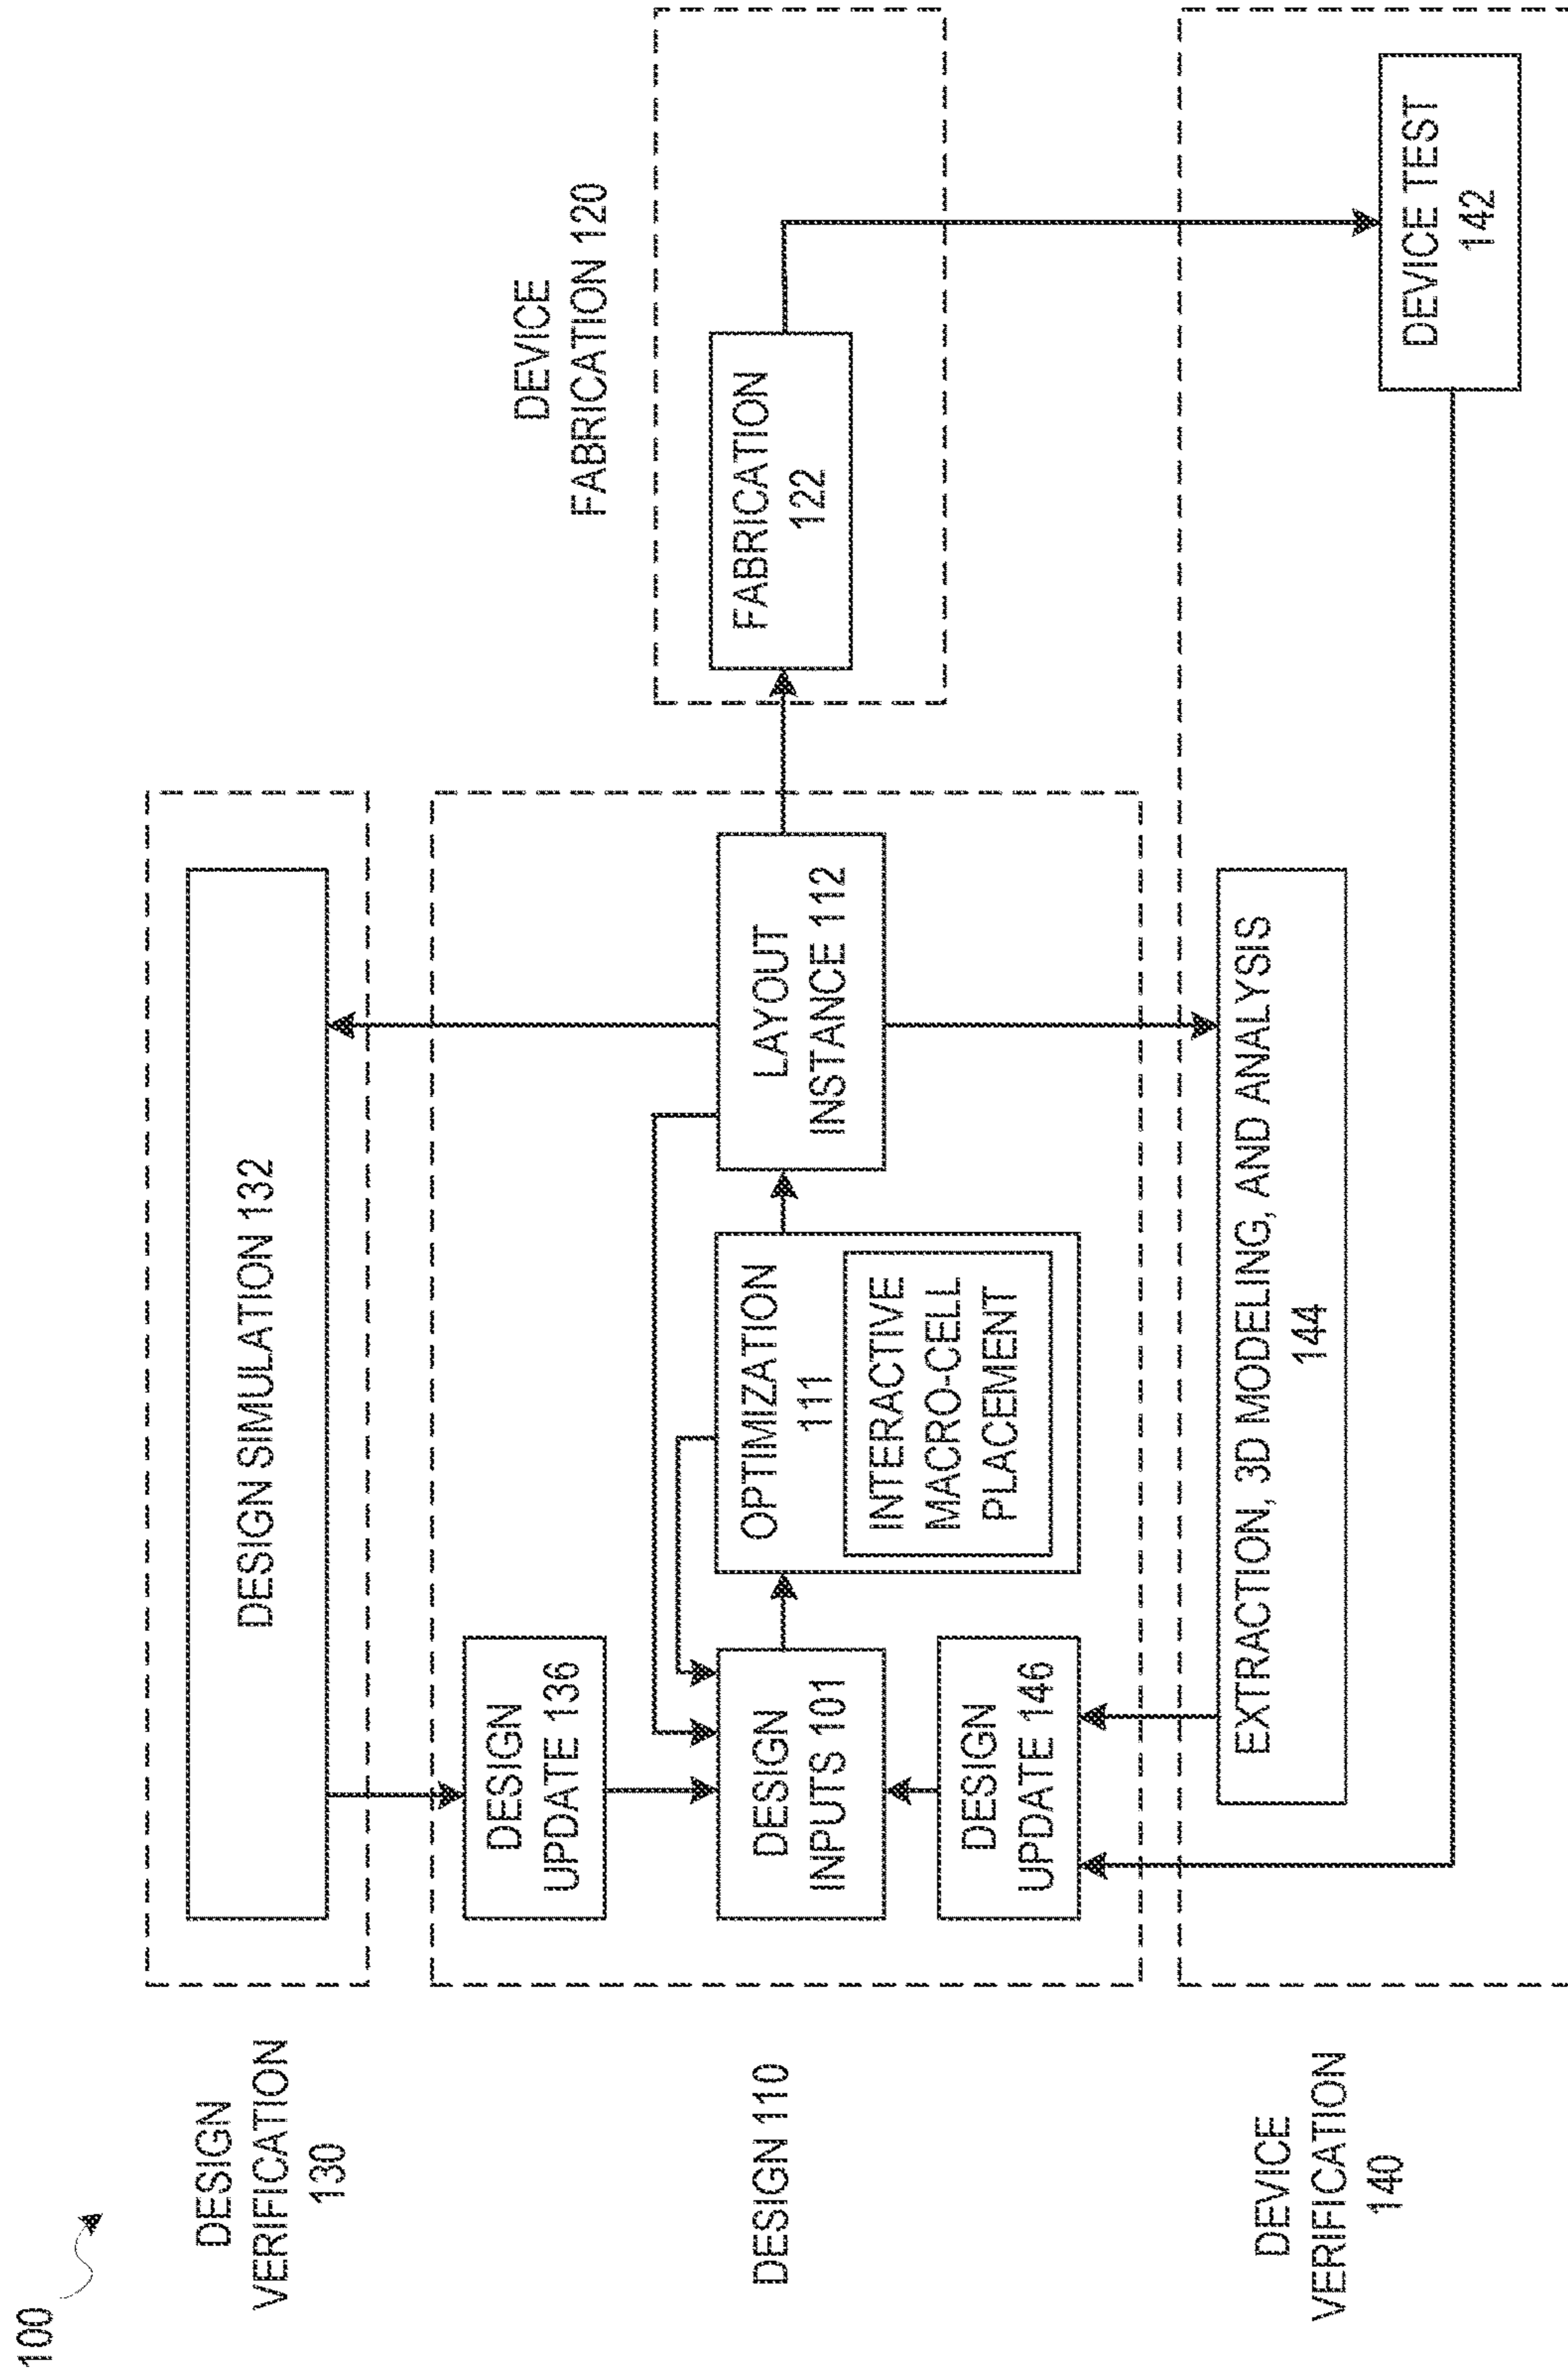 100
DESIGN
VERIFICATION
130
DESIGN SIMULATION 132
DESIGN 110
DESIGN
UPDATE 136
DESIGN
INPUTS 101
DESIGN
UPDATE 146
OPTIMIZATION
111
INTERACTIVE
MACRO-CELL
PLACEMENT
LAYOUT
INSTANCE 112
DEVICE
FABRICATION 120
FABRICATION
122
DEVICE
VERIFICATION
140
EXTRACTION, 3D MODELING, AND ANALYSIS
144
DEVICE TEST
142